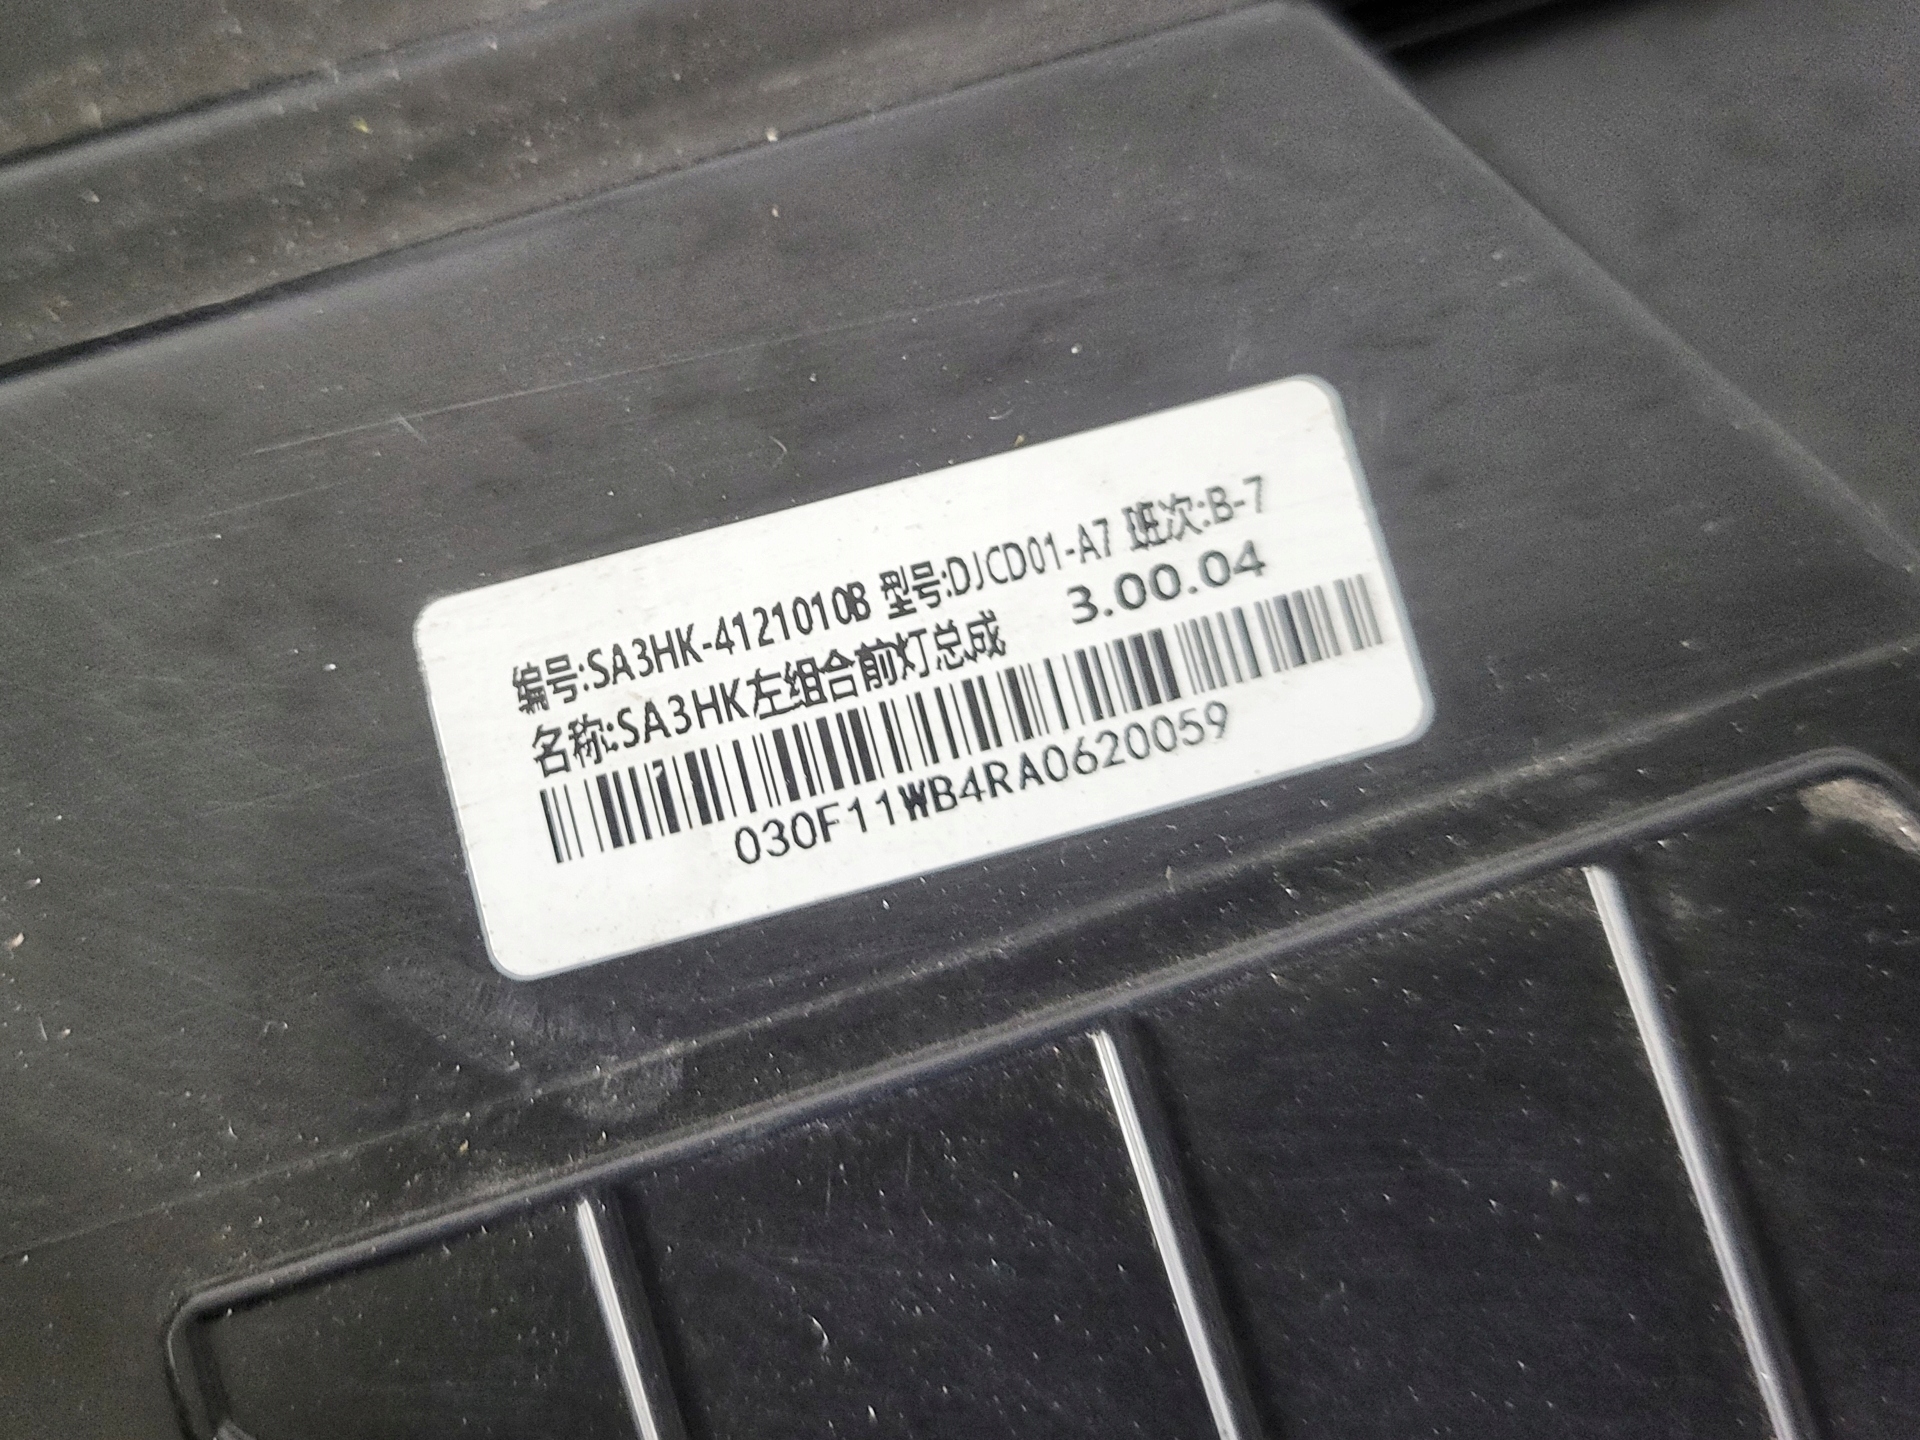 编号:SA3HK-4121010B 型号:DJCD01-A7 班次:B-7
名称:SA3HK左组合前灯总成 3.00.04
030F11WB4RA0620059